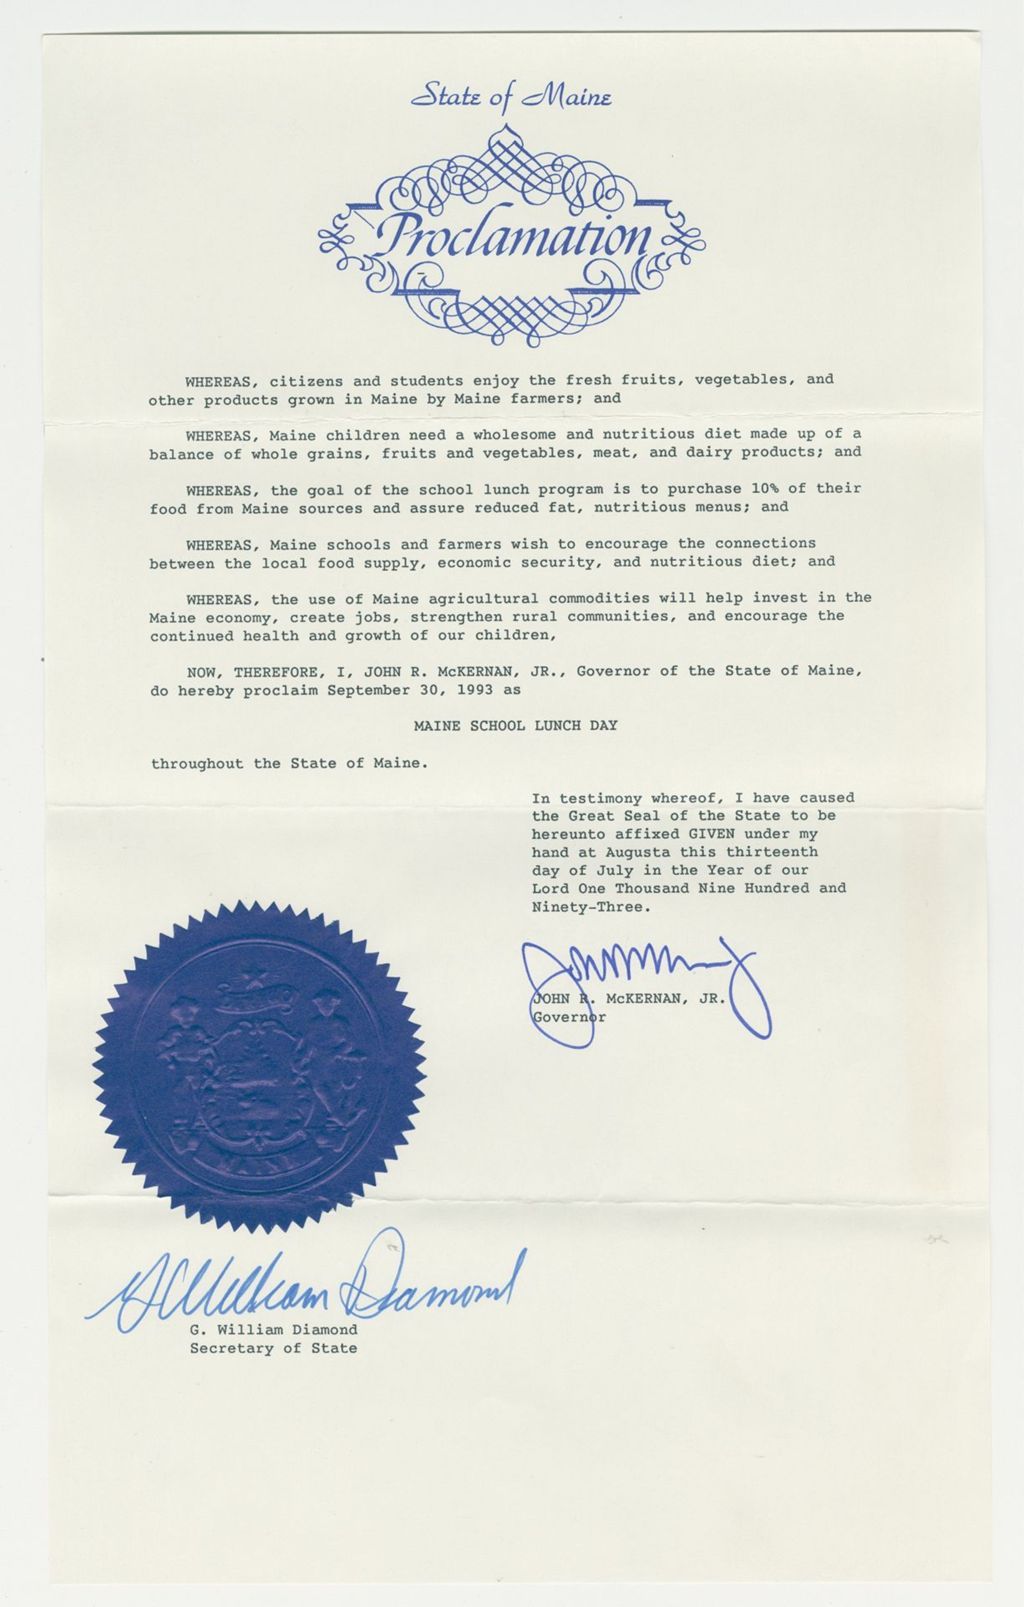 State of Maine
Proclamation
WHEREAS, citizens and students enjoy the fresh fruits, vegetables, and
other products grown in Maine by Maine farmers; and
WHEREAS, Maine children need a wholesome and nutritious diet made up of a
balance of whole grains, fruits and vegetables, meat, and dairy products; and
WHEREAS, the goal of the school lunch program is to purchase 10% of their
food from Maine sources and assure reduced fat, nutritious menus; and
WHEREAS, Maine schools and farmers wish to encourage the connections
between the local food supply, economic security, and nutritious diet; and
WHEREAS, the use of Maine agricultural commodities will help invest in the
Maine economy, create jobs, strengthen rural communities, and encourage the
continued health and growth of our children,
NOW, THEREFORE, I, JOHN R. McKERNAN, JR., Governor of the State of Maine,
do hereby proclaim September 30, 1993 as
MAINE SCHOOL LUNCH DAY
throughout the State of Maine.
In testimony whereof, I have caused
the Great Seal of the State to be
hereunto affixed GIVEN under my
hand at Augusta this thirteenth
day of July in the Year of our
Lord One Thousand Nine Hundred and
Ninety-Three.
JOHN R. McKERNAN, JR.
Governor
MAINE
G William Diamond
G. William Diamond
Secretary of State